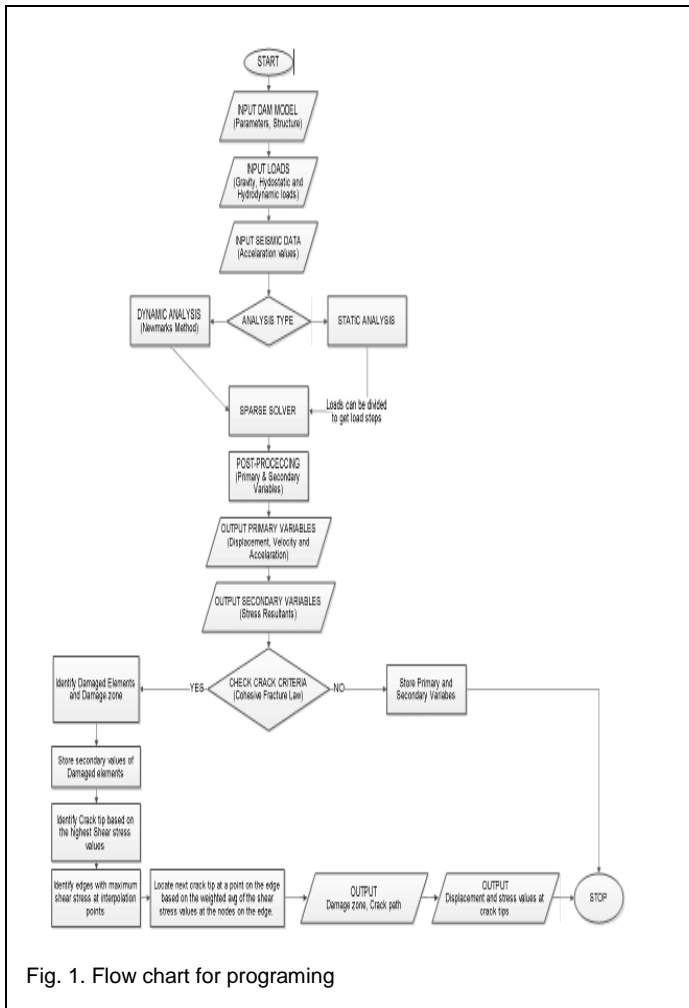 START
INPUT DAM MODEL
(Parameters, Structure)
INPUT LOADS
(Gravity, Hydostatic and
Hydrodynamic loads)
INPUT SEISMIC DATA
(Accelaration values)
DYNAMIC ANALYSIS
(Newmarks Method)
ANALYSIS TYPE
STATIC ANALYSIS
SPARSE SOLVER
Loads can be divided
to get load steps
POST-PROCCING
(Primary & Secondary
Variables)
OUTPUT PRIMARY VARIABLES
(Displacement, Velocity and
Accelaration)
OUTPUT SECONDARY VARIABLES
(Stress Resultants)
Identify Damaged Elements
and Damage zone
YES
CHECK CRACK CRITERIA
(Cohesive Fracture Law)
NO
Store Primary and
Secondary Variabes
Store secondary values of
Damaged elements
Identify Crack tip based on
the highest Shear stress
values
Identify edges with maximum
shear stress at interpolation
points
Locate next crack tip at a point on the edge
based on the weighted avg of the shear
stress values at the nodes on the edge.
OUTPUT
Damage zone, Crack path
OUTPUT
Displacement and stress values at
crack tips
STOP
Fig. 1. Flow chart for programing